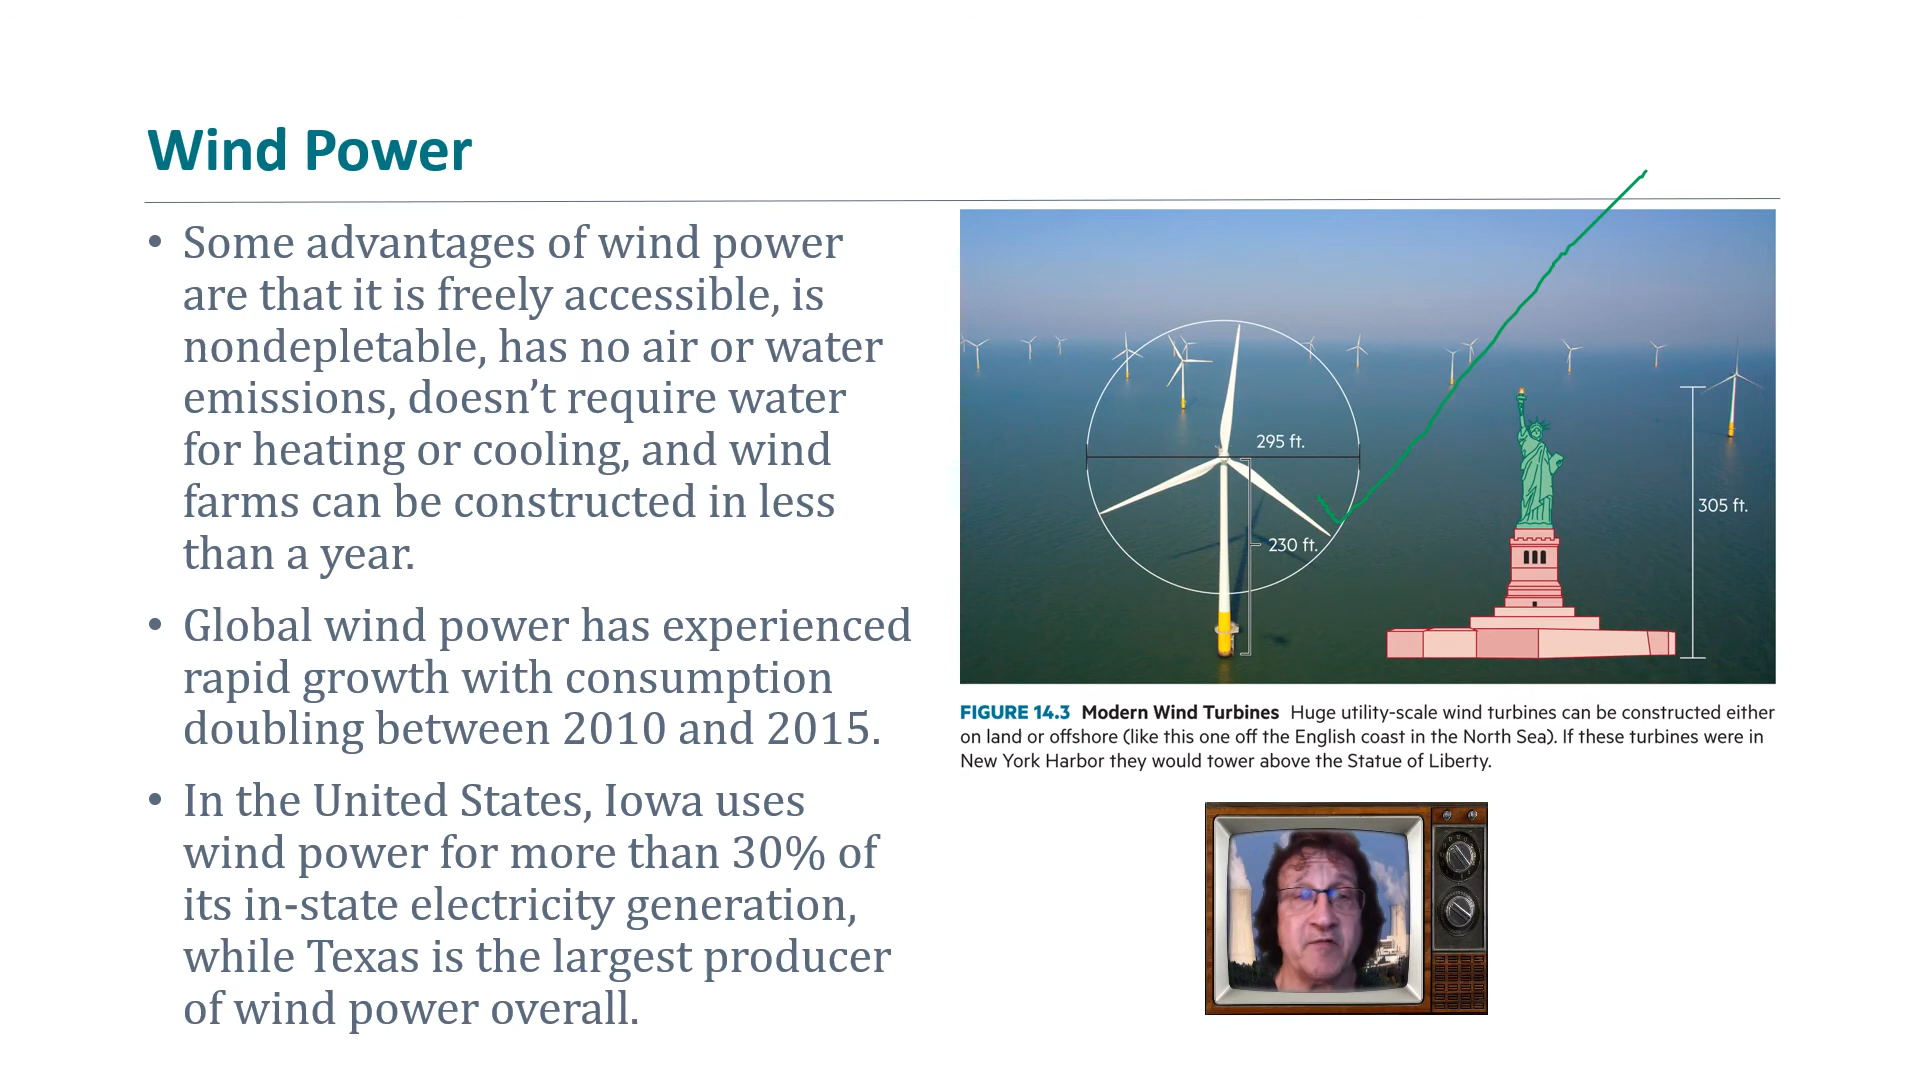 Wind Power
• Some advantages of wind power
are that it is freely accessible, is
nondepletable, has no air or water
emissions, doesn’t require water
for heating or cooling, and wind
farms can be constructed in less
than a year.
• Global wind power has experienced
rapid growth with consumption
doubling between 2010 and 2015.
• In the United States, Iowa uses
wind power for more than 30% of
its in-state electricity generation,
while Texas is the largest producer
of wind power overall.
295 ft.
230 ft.
305 ft.
FIGURE 14.3 Modern Wind Turbines Huge utility-scale wind turbines can be constructed either
on land or offshore (like this one off the English coast in the North Sea). If these turbines were in
New York Harbor they would tower above the Statue of Liberty.